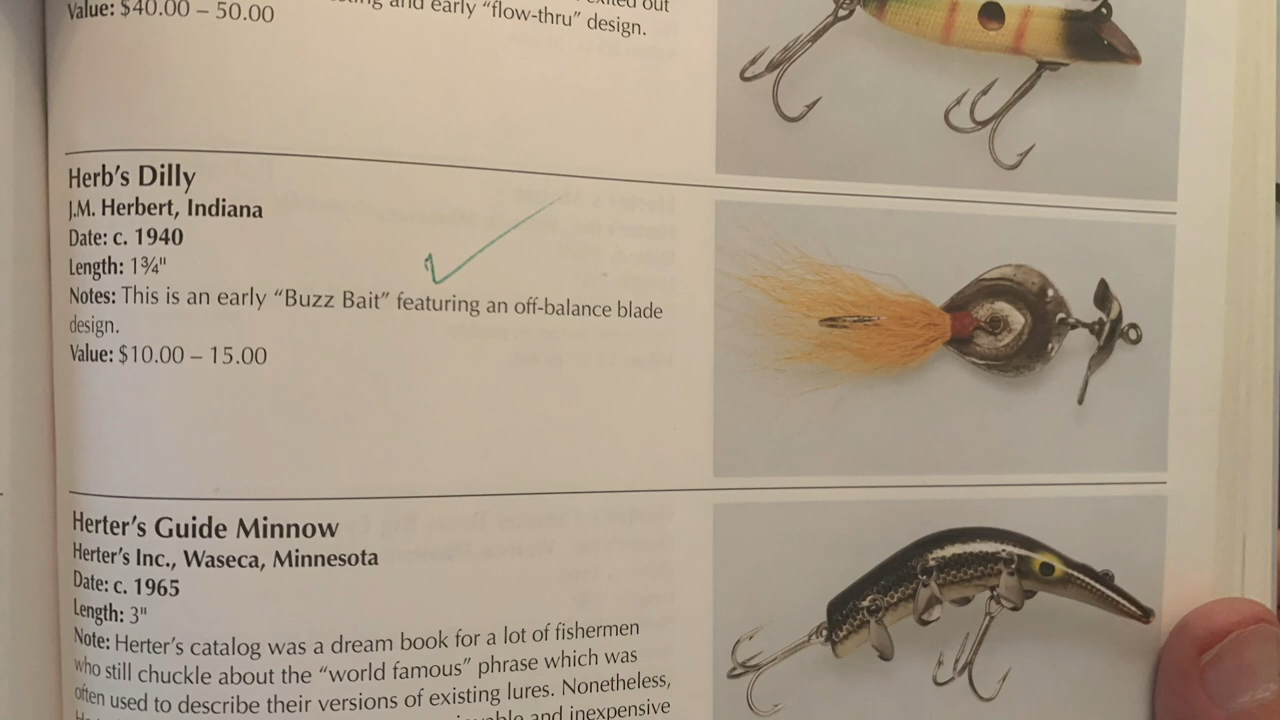 and early “flow-thru” design.
Value: $40.00 – 50.00
Herb’s Dilly
J.M. Herbert, Indiana
Date: c. 1940
Length: 1¾"
Notes: This is an early “Buzz Bait” featuring an off-balance blade
design.
Value: $10.00 – 15.00
Herter’s Guide Minnow
Herter’s Inc., Waseca, Minnesota
Date: c. 1965
Length: 3"
Note: Herter’s catalog was a dream book for a lot of fishermen
who still chuckle about the “world famous” phrase which was
often used to describe their versions of existing lures. Nonetheless,
and inexpensive